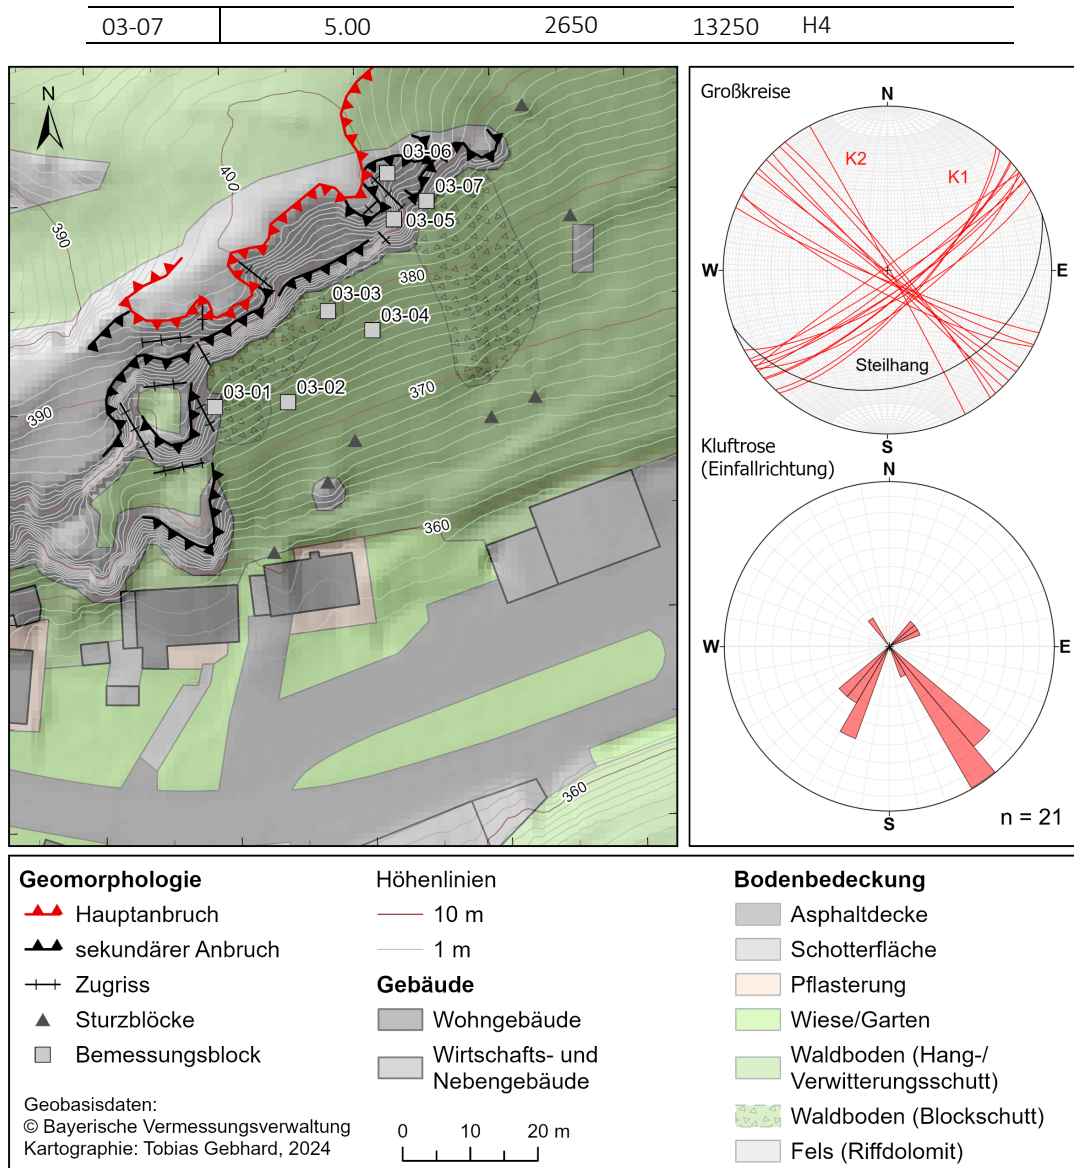 03-07 5.00 2650 13250 H4
N
400
390
03-06
03-07
03-05
380
03-03
03-04
03-01
03-02
370
390
360
360
Großkreise
N
K2
K1
W
E
Steilhang
S
Kluftrose
(Einfallrichtung)
N
W
E
S
n = 21
Geomorphologie
Hauptanbruch
sekundärer Anbruch
Zugriss
Sturzblöcke
Bemessungsblock
Geobasisdaten:
© Bayerische Vermessungsverwaltung
Kartographie: Tobias Gebhard, 2024
Höhenlinien
10 m
1 m
Gebäude
Wohngebäude
Wirtschafts- und
Nebengebäude
0 10 20 m
Bodenbedeckung
Asphaltdecke
Schotterfläche
Pflasterung
Wiese/Garten
Waldboden (Hang-/
Verwitterungsschutt)
Waldboden (Blockschutt)
Fels (Riffdolomit)